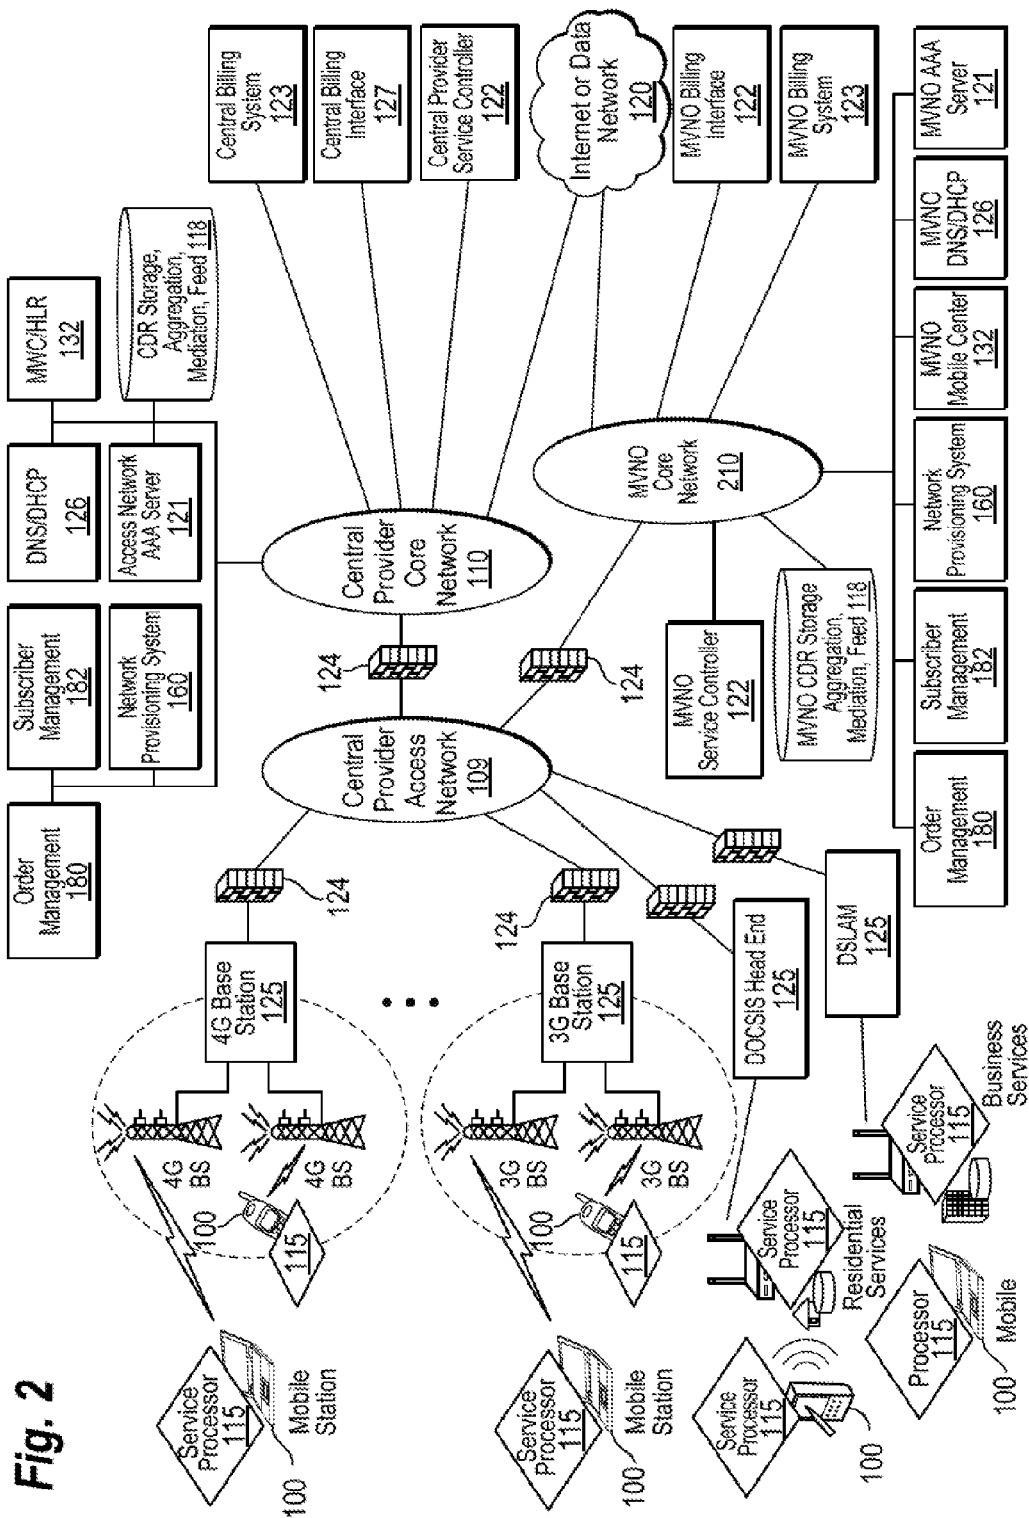 Fig. 2
Order
Management
180
Subscriber
Management
182
DNS/DHCP
126
MWC/HLR
132
Network
Provisioning System
160
Access Network
AAA Server
121
CDR Storage,
Aggregation,
Mediation, Feed 118
Central Billing
System
123
Central Billing
Interface
127
Central Provider
Service Controller
122
Internet or Data
Network
120
MVNO Billing
Interface
122
MVNO Billing
System
123
Central
Provider
Core
Network
110
124
Central
Provider
Access
Network
109
124
MVNO
Core
Network
210
MVNO
Service Controller
122
MVNO CDR Storage
Aggregation,
Mediation, Feed 118
124
4G Base
Station
125
4G
BS
4G
BS
100
115
Service
Processor
115
100
Mobile
Station
124
3G Base
Station
125
3G
BS
3G
BS
100
115
Service
Processor
115
100
Mobile
Station
DOCSIS Head End
125
DSLAM
125
Service
Processor
115
Residential
Services
Service
Processor
115
Business
Services
Service
Processor
115
100
Processor
115
100
Mobile
Order
Management
180
Subscriber
Management
182
Network
Provisioning System
160
MVNO
Mobile Center
132
MVNO
DNS/DHCP
126
MVNO AAA
Server
121